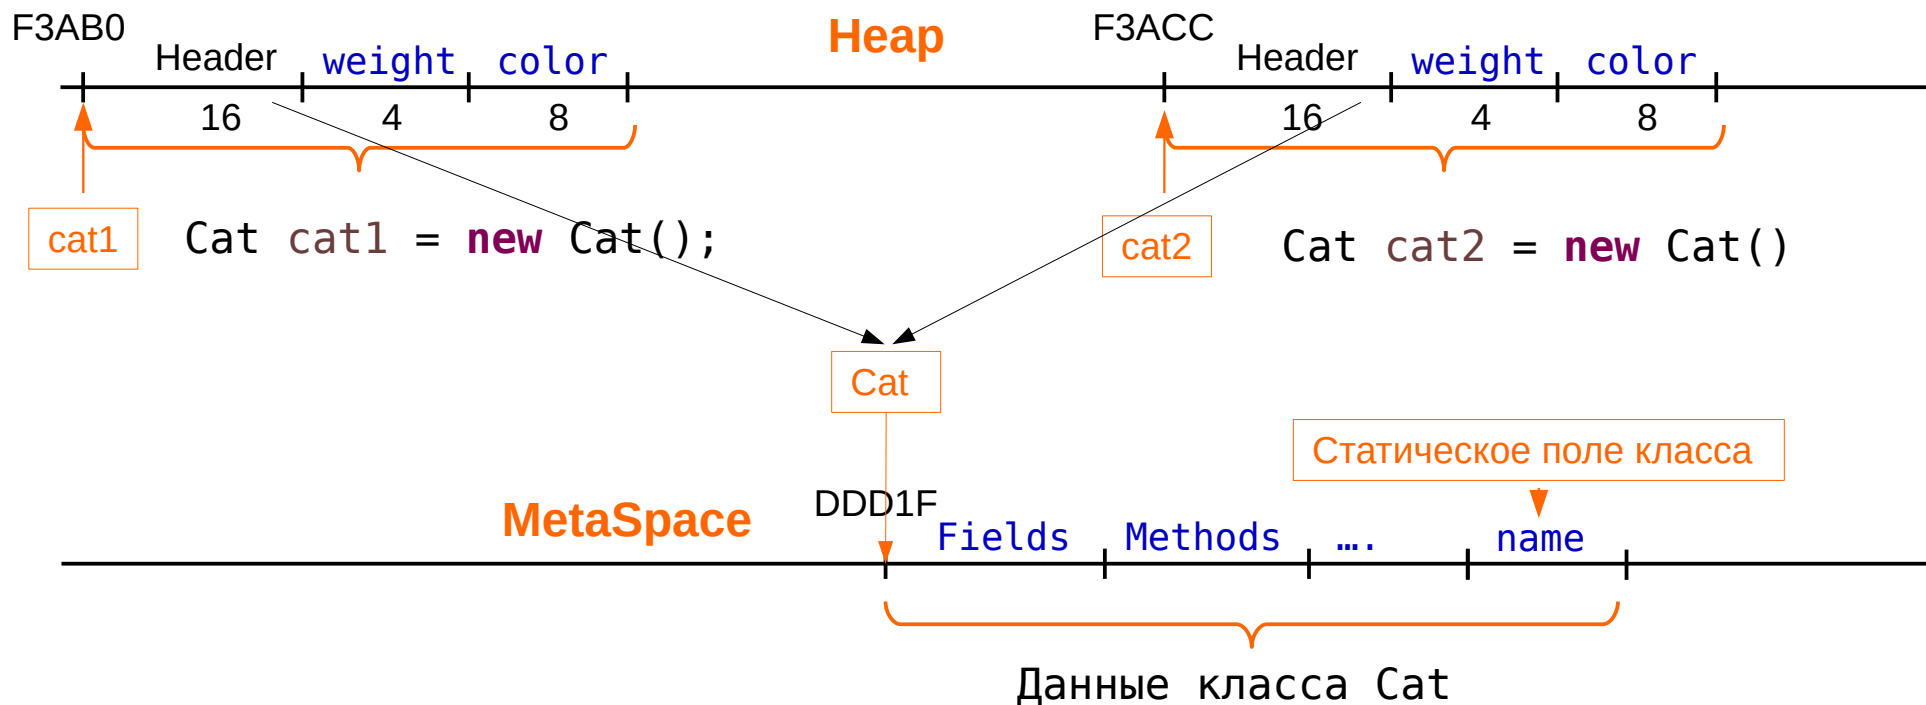 F3AB0
Heap
F3ACC
Header weight color
Header weight color
16 4 8
16 4 8
cat1
Cat cat1 = new Cat();
cat2
Cat cat2 = new Cat()
Cat
Статическое поле класса
MetaSpace
DDD1F
Fields Methods …. name
Данные класса Cat